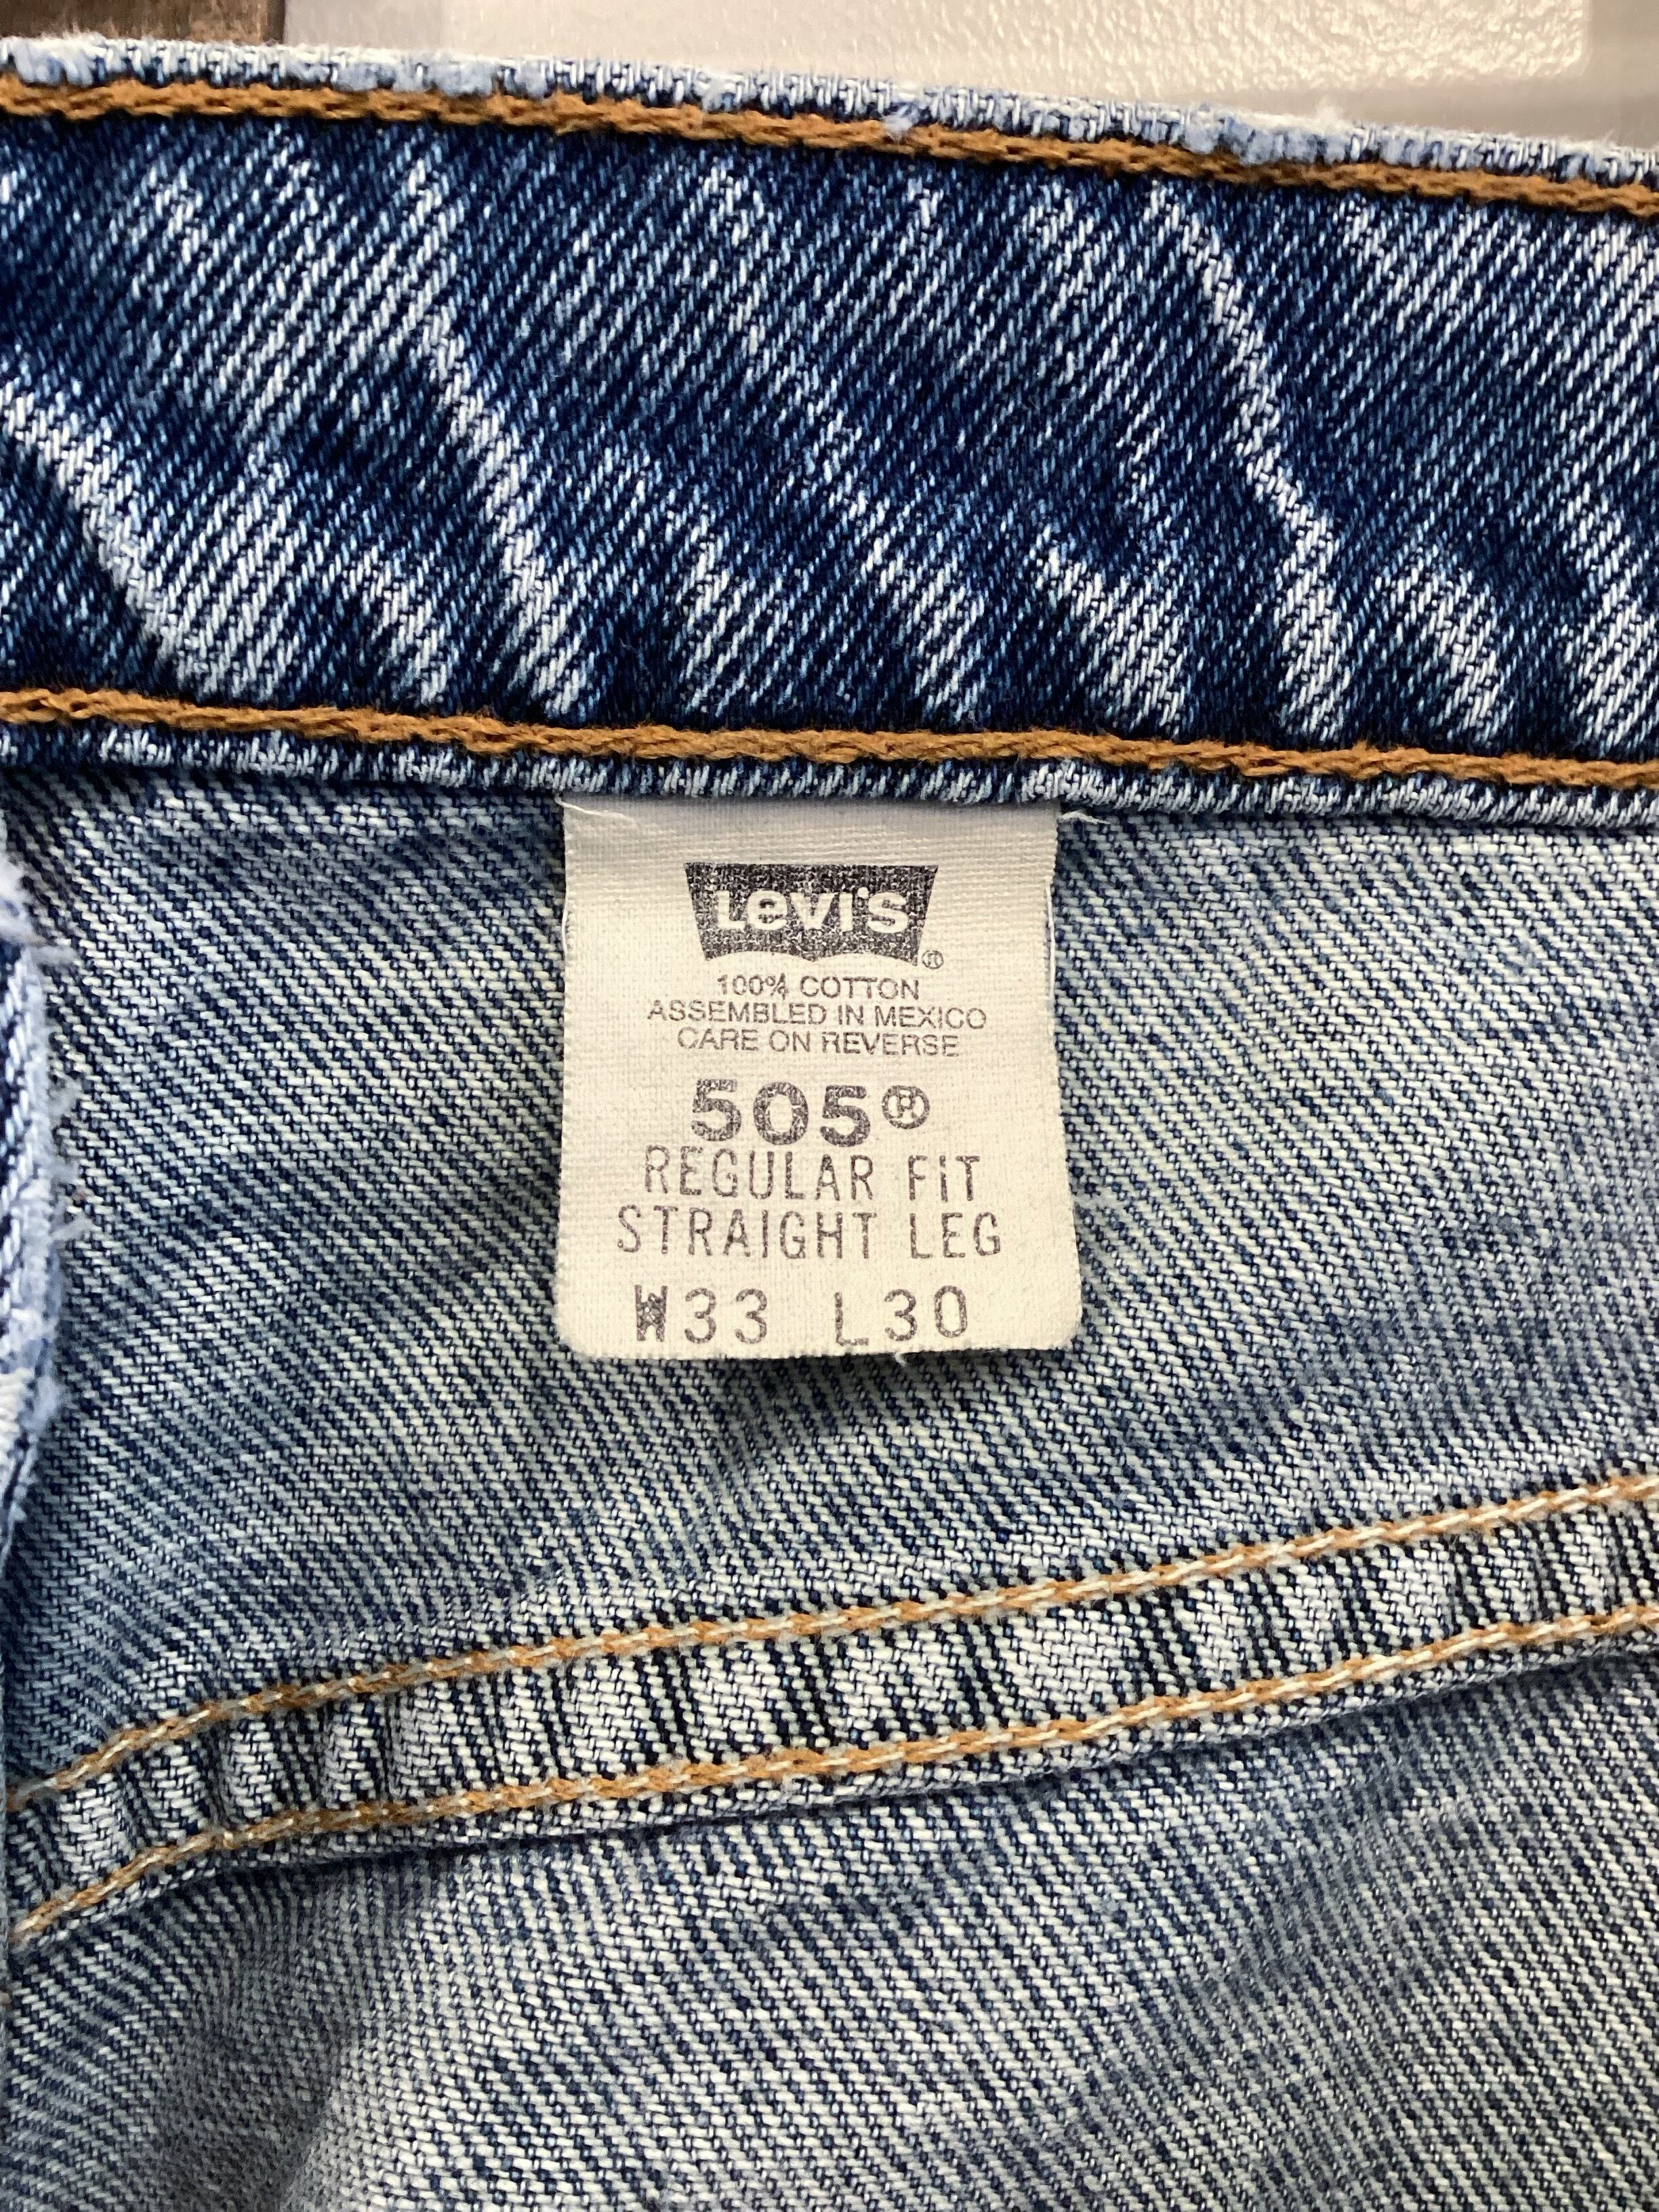 Levi's®
100% COTTON
ASSEMBLED IN MEXICO
CARE ON REVERSE
505®
REGULAR FIT
STRAIGHT LEG
W33 L30